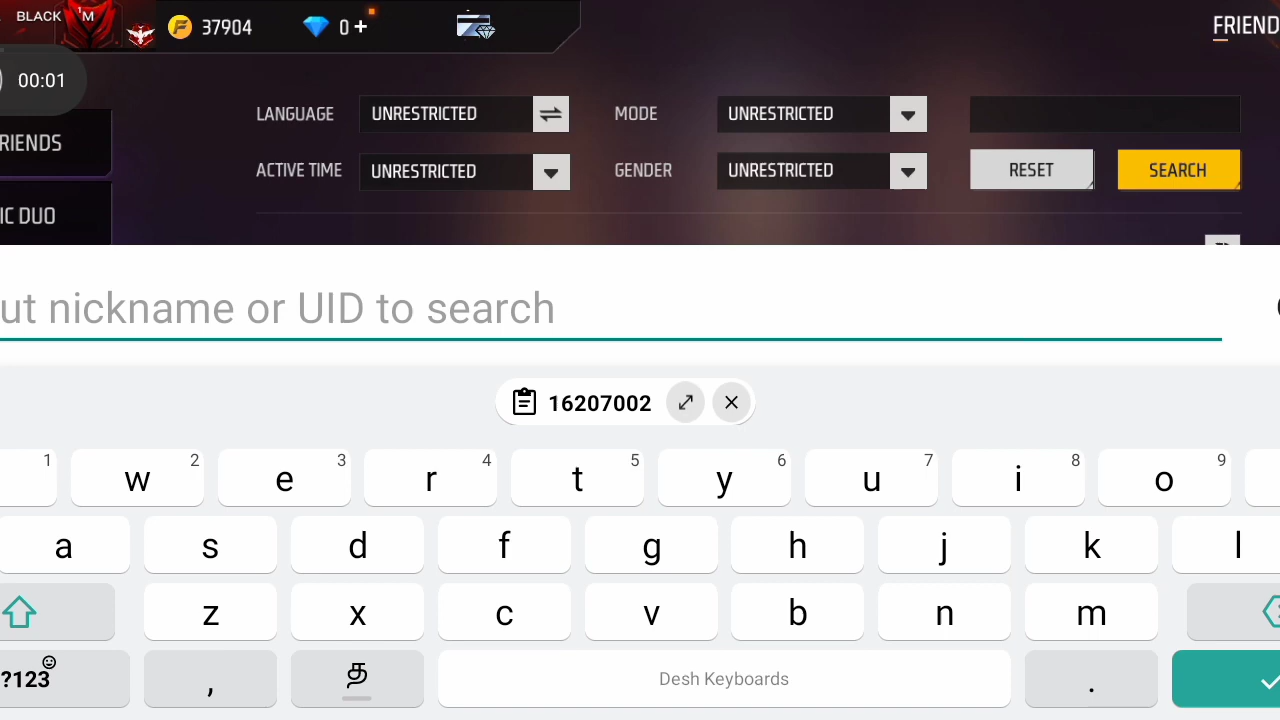 BLACK 1M 37904 0 +
FRIEND
00:01
LANGUAGE UNRESTRICTED MODE UNRESTRICTED
RIENDS
ACTIVE TIME UNRESTRICTED GENDER UNRESTRICTED RESET SEARCH
IC DUO
ut nickname or UID to search
16207002
1 2 3 4 5 6 7 8 9
w e r t y u i o
a s d f g h j k l
z x c v b n m
?123 , த Desh Keyboards .